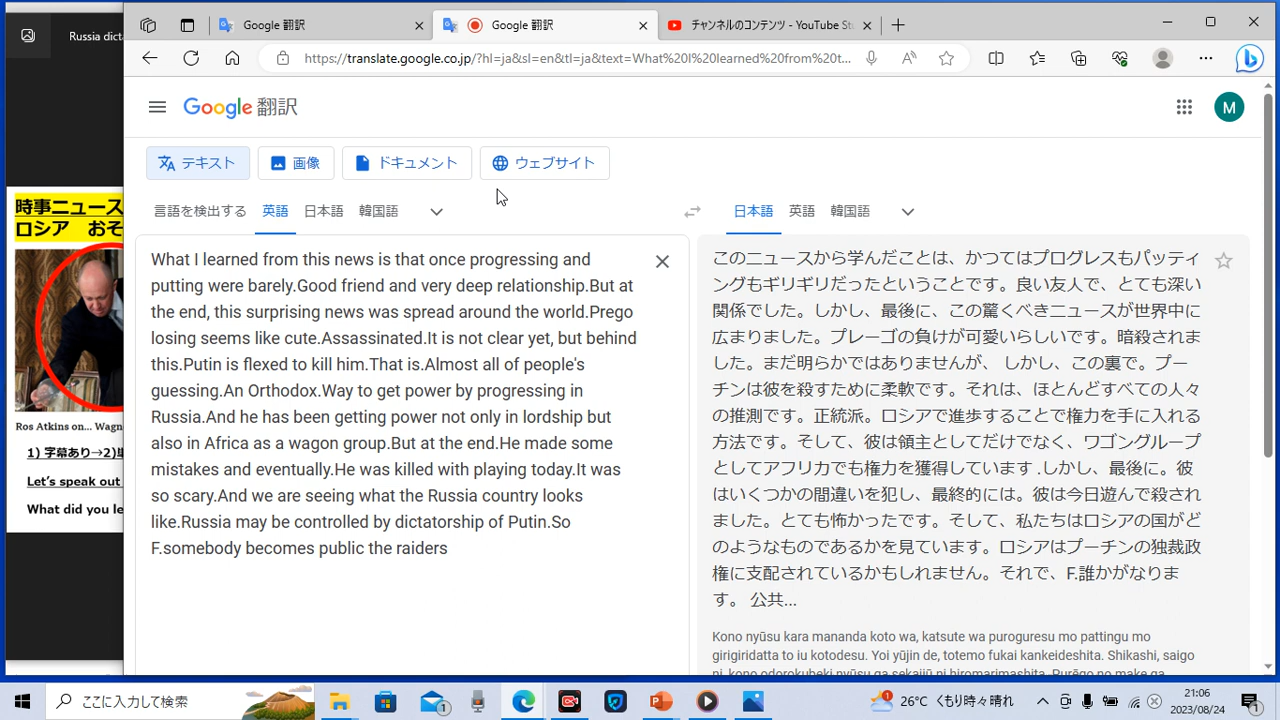 Russia dicta
時事ニュース
ロシア おそ
Ros Atkins on... Wagn
1) 字幕あり→2)
Let's speak out
What did you le
Google 翻訳
Google 翻訳
チャンネルのコンテンツ - YouTube St
https://translate.google.co.jp/?hl=ja&sl=en&tl=ja&text=What%20I%20learned%20from%20t...
Google 翻訳
M
テキスト
画像
ドキュメント
ウェブサイト
言語を検出する 英語 日本語 韓国語
日本語 英語 韓国語
What I learned from this news is that once progressing and
putting were barely.Good friend and very deep relationship.But at
the end, this surprising news was spread around the world.Prego
losing seems like cute.Assassinated.It is not clear yet, but behind
this.Putin is flexed to kill him.That is.Almost all of people's
guessing.An Orthodox.Way to get power by progressing in
Russia.And he has been getting power not only in lordship but
also in Africa as a wagon group.But at the end.He made some
mistakes and eventually.He was killed with playing today.It was
so scary.And we are seeing what the Russia country looks
like.Russia may be controlled by dictatorship of Putin.So
F.somebody becomes public the raiders
このニュースから学んだことは、かつてはプログレスもパッティ
ングもギリギリだったということです。良い友人で、とても深い
関係でした。しかし、最後に、この驚くべきニュースが世界中に
広まりました。プレーゴの負けが可愛いらしいです。暗殺されま
した。まだ明らかではありませんが、 しかし、この裏で。プー
チンは彼を殺すために柔軟です。それは、ほとんどすべての人々
の推測です。正統派。ロシアで進歩することで権力を手に入れる
方法です。そして、彼は領主としてだけでなく、ワゴングループ
としてアフリカでも権力を獲得しています .しかし、最後に。彼
はいくつかの間違いを犯し、最終的には。彼は今日遊んで殺され
ました。とても怖かったです。そして、私たちはロシアの国がど
のようなものであるかを見ています。ロシアはプーチンの独裁政
権に支配されているかもしれません。それで、F.誰かがなりま
す。 公共...
Kono nyūsu kara mananda koto wa, katsute wa puroguresu mo pattingu mo
girigiridatta to iu kotodesu. Yoi yūjin de, totemo fukai kankeideshita. Shikashi, saigo
ni, kono odorokubeki nyūsu ga sekaijū ni hiromarimashita. Purēgo no make ga
ここに入力して検索
1
26°C くもり時々晴れ
21:06
2023/08/24
1